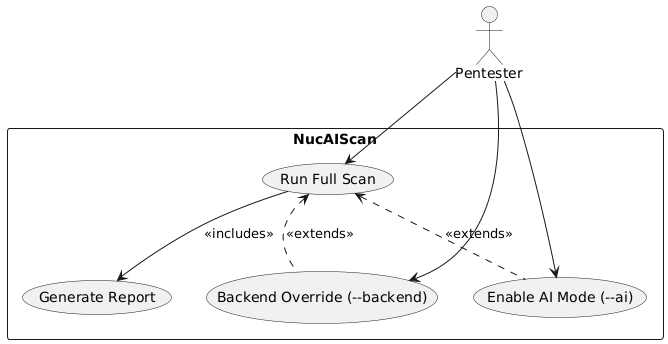 Pentester
NucAIScan
Run Full Scan
«includes»
«extends»
«extends»
Generate Report
Backend Override (--backend)
Enable AI Mode (--ai)